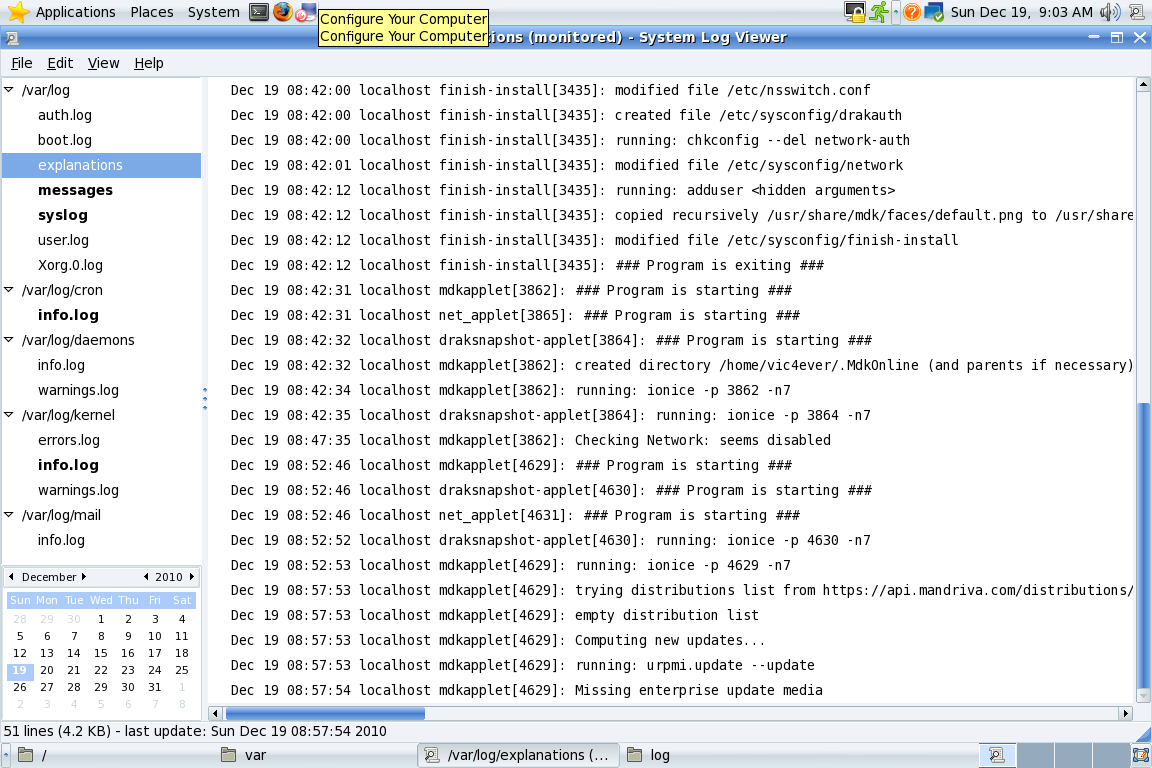 Applications Places System Sun Dec 19, 9:03 AM
Configure Your Computer
Configure Your Computer
ions (monitored) - System Log Viewer
File Edit View Help
/var/log
auth.log
boot.log
explanations
messages
syslog
user.log
Xorg.0.log
/var/log/cron
info.log
/var/log/daemons
info.log
warnings.log
/var/log/kernel
errors.log
info.log
warnings.log
/var/log/mail
info.log
December 2010
Sun Mon Tue Wed Thu Fri Sat
28 29 30 1 2 3 4
5 6 7 8 9 10 11
12 13 14 15 16 17 18
19 20 21 22 23 24 25
26 27 28 29 30 31 1
2 3 4 5 6 7 8
Dec 19 08:42:00 localhost finish-install[3435]: modified file /etc/nsswitch.conf
Dec 19 08:42:00 localhost finish-install[3435]: created file /etc/sysconfig/drakauth
Dec 19 08:42:00 localhost finish-install[3435]: running: chkconfig --del network-auth
Dec 19 08:42:01 localhost finish-install[3435]: modified file /etc/sysconfig/network
Dec 19 08:42:12 localhost finish-install[3435]: running: adduser <hidden arguments>
Dec 19 08:42:12 localhost finish-install[3435]: copied recursively /usr/share/mdk/faces/default.png to /usr/share
Dec 19 08:42:12 localhost finish-install[3435]: modified file /etc/sysconfig/finish-install
Dec 19 08:42:12 localhost finish-install[3435]: ### Program is exiting ###
Dec 19 08:42:31 localhost mdkapplet[3862]: ### Program is starting ###
Dec 19 08:42:31 localhost net_applet[3865]: ### Program is starting ###
Dec 19 08:42:32 localhost draksnapshot-applet[3864]: ### Program is starting ###
Dec 19 08:42:32 localhost mdkapplet[3862]: created directory /home/vic4ever/.MdkOnline (and parents if necessary)
Dec 19 08:42:34 localhost mdkapplet[3862]: running: ionice -p 3862 -n7
Dec 19 08:42:35 localhost draksnapshot-applet[3864]: running: ionice -p 3864 -n7
Dec 19 08:47:35 localhost mdkapplet[3862]: Checking Network: seems disabled
Dec 19 08:52:46 localhost mdkapplet[4629]: ### Program is starting ###
Dec 19 08:52:46 localhost draksnapshot-applet[4630]: ### Program is starting ###
Dec 19 08:52:46 localhost net_applet[4631]: ### Program is starting ###
Dec 19 08:52:52 localhost draksnapshot-applet[4630]: running: ionice -p 4630 -n7
Dec 19 08:52:53 localhost mdkapplet[4629]: running: ionice -p 4629 -n7
Dec 19 08:57:53 localhost mdkapplet[4629]: trying distributions list from https://api.mandriva.com/distributions/
Dec 19 08:57:53 localhost mdkapplet[4629]: empty distribution list
Dec 19 08:57:53 localhost mdkapplet[4629]: Computing new updates...
Dec 19 08:57:53 localhost mdkapplet[4629]: running: urpmi.update --update
Dec 19 08:57:54 localhost mdkapplet[4629]: Missing enterprise update media
51 lines (4.2 KB) - last update: Sun Dec 19 08:57:54 2010
/ var /var/log/explanations (... log